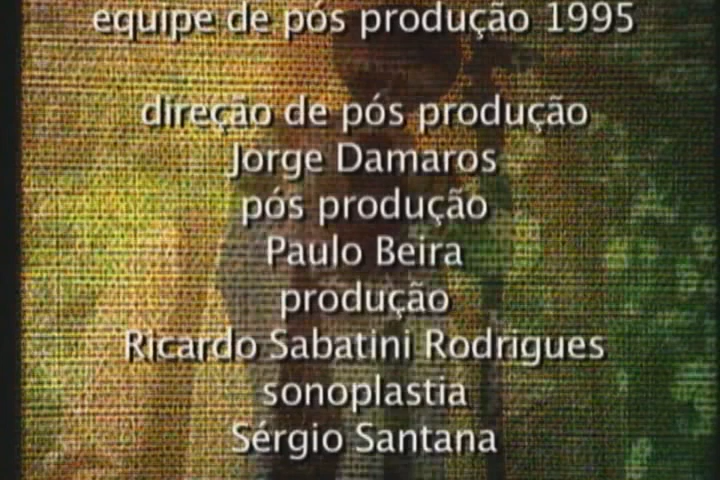 equipe de pós produção 1995
direção de pós produção
Jorge Damaros
pós produção
Paulo Beira
produção
Ricardo Sabatini Rodrigues
sonoplastia
Sérgio Santana